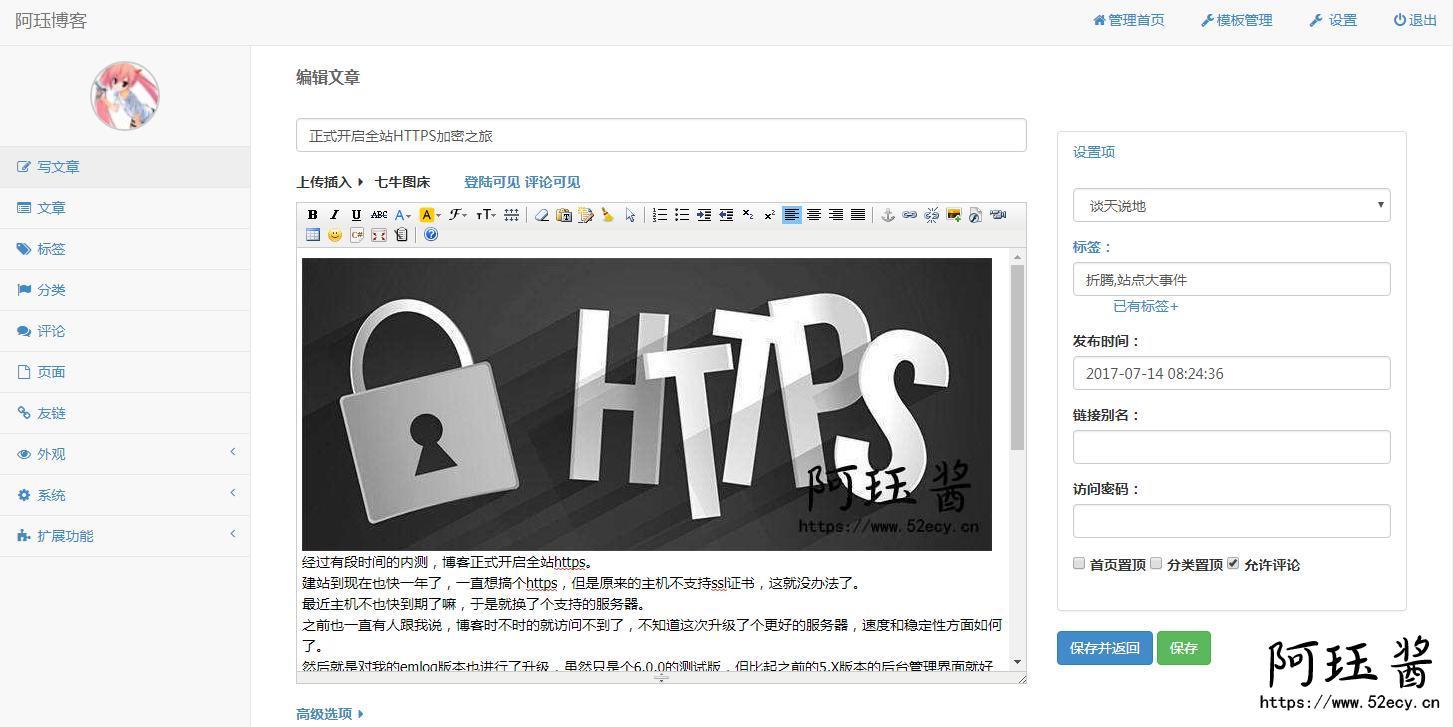 阿珏博客
管理首页 模板管理 设置 退出
写文章
文章
标签
分类
评论
页面
友链
外观
系统
扩展功能
编辑文章
正式开启全站HTTPS加密之旅
上传插入 七牛图床 登陆可见 评论可见
HTTPS
阿珏酱
https://www.52ecy.cn
经过有段时间的内测，博客正式开启全站https。
建站到现在也快一年了，一直想搞个https，但是原来的主机不支持ssl证书，这就没办法了。
最近主机不也快到期了嘛，于是就换了个支持的服务器。
之前也一直有人跟我说，博客时不时的就访问不到了，不知道这次升级了个更好的服务器，速度和稳定性方面如何
了。
然后就是对我的emlog版本也进行了升级，虽然只是个6.0.0的测试版，但比起之前的5.X版本的后台管理界面就好
高级选项
设置项
谈天说地
标签：
折腾,站点大事件
已有标签+
发布时间：
2017-07-14 08:24:36
链接别名：
访问密码：
首页置顶 分类置顶 允许评论
保存并返回 保存
阿珏酱
https://www.52ecy.cn